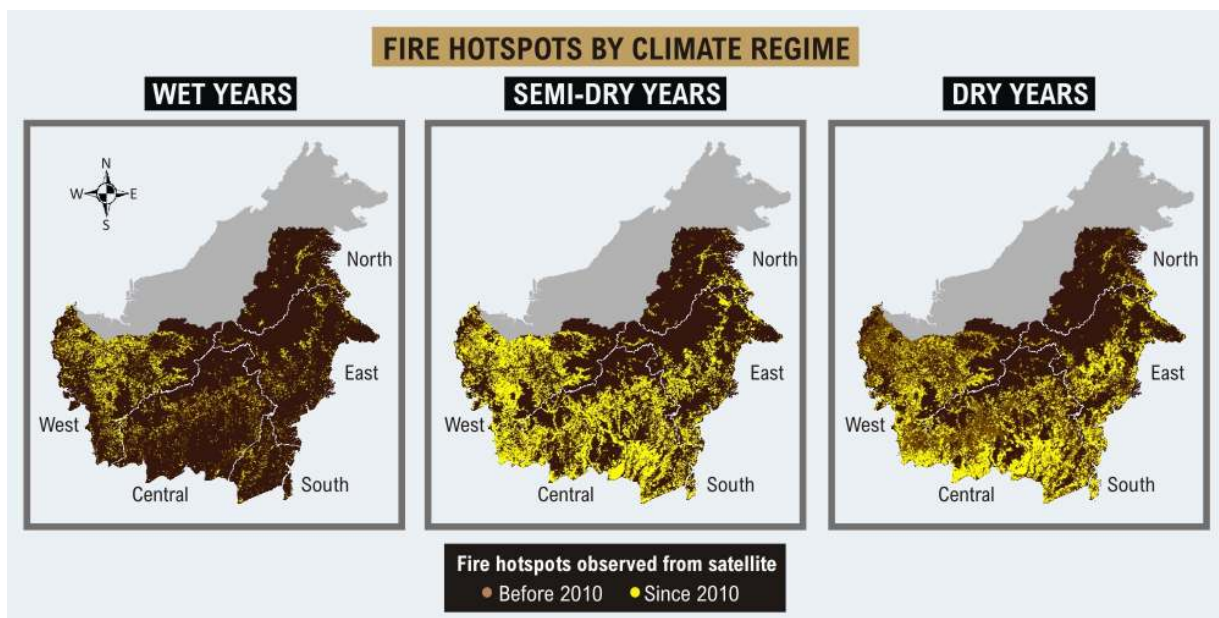 FIRE HOTSPOTS BY CLIMATE REGIME
WET YEARS
SEMI-DRY YEARS
DRY YEARS
N
W E
S
North
East
West
Central
South
North
East
West
Central
South
North
East
West
Central
South
Fire hotspots observed from satellite
Before 2010 Since 2010